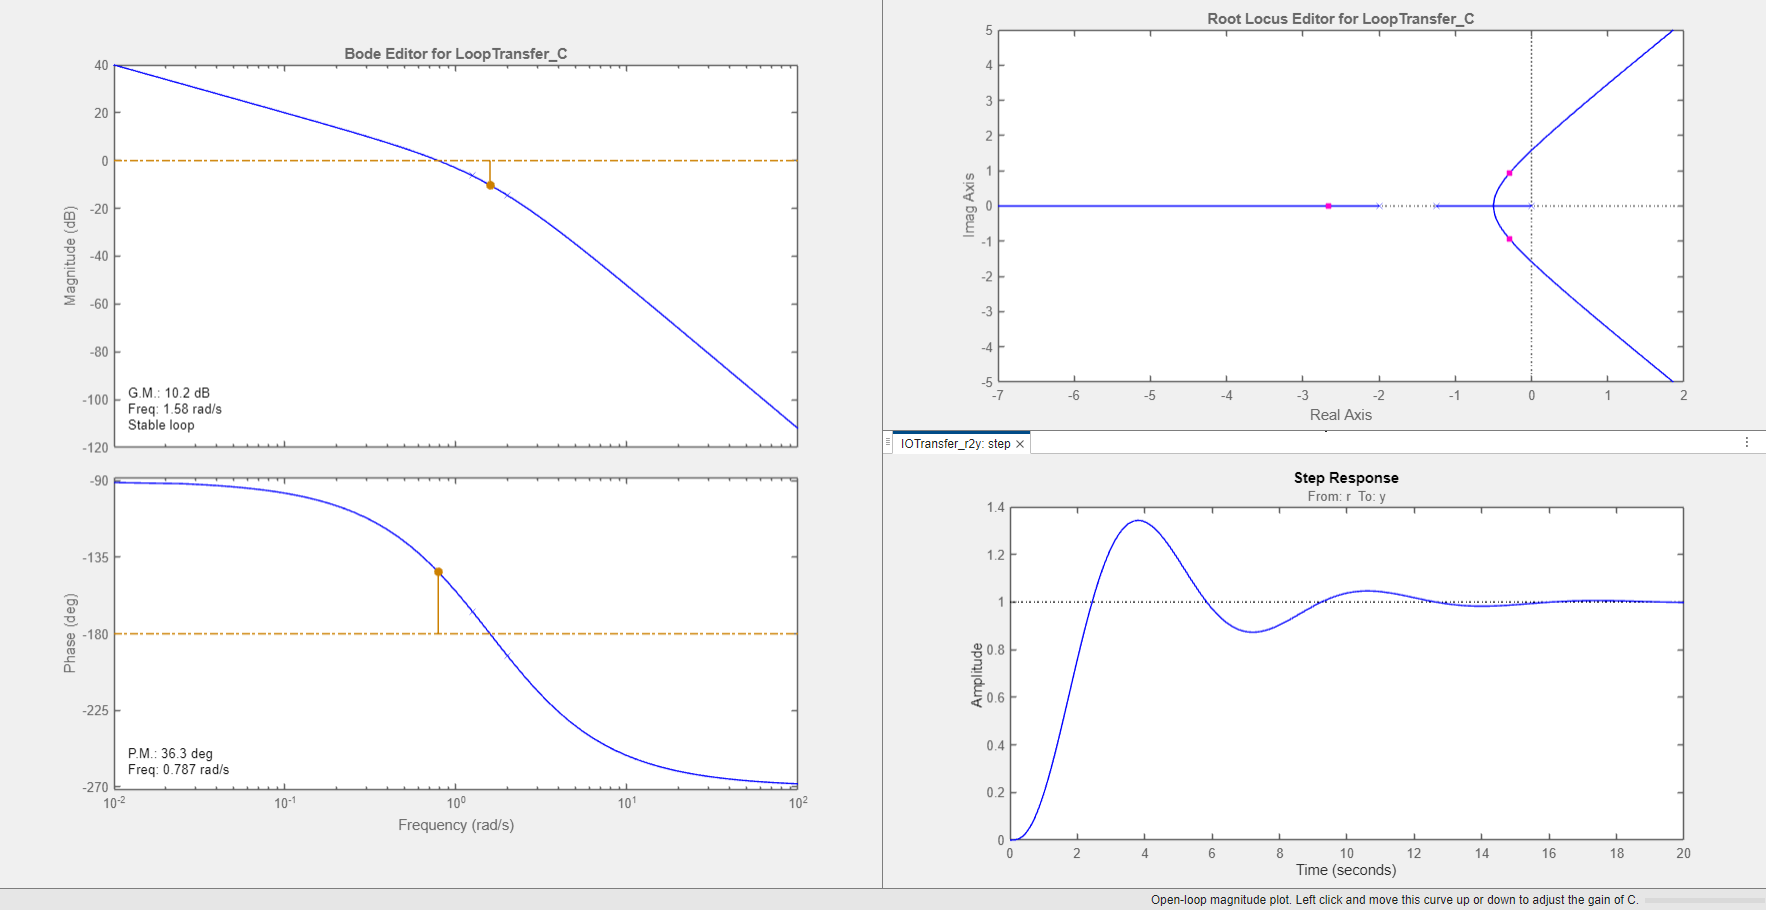 Bode Editor for LoopTransfer_C
Magnitude (dB)
40
20
0
-20
-40
-60
-80
-100
-120
G.M.: 10.2 dB
Freq: 1.58 rad/s
Stable loop
Phase (deg)
-90
-135
-180
-225
-270
P.M.: 36.3 deg
Freq: 0.787 rad/s
10-2 10-1 100 101 102
Frequency (rad/s)
Root Locus Editor for LoopTransfer_C
Imag Axis
5
4
3
2
1
0
-1
-2
-3
-4
-5
-7 -6 -5 -4 -3 -2 -1 0 1 2
Real Axis
IOTransfer_r2y: step
Step Response
From: r To: y
Amplitude
1.4
1.2
1
0.8
0.6
0.4
0.2
0
0 2 4 6 8 10 12 14 16 18 20
Time (seconds)
Open-loop magnitude plot. Left click and move this curve up or down to adjust the gain of C.